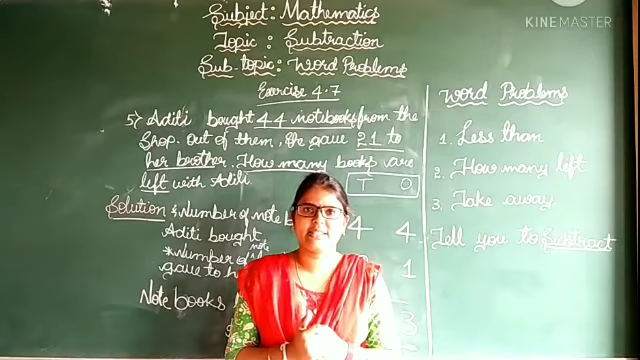 Subject: Mathematics
Topic: Subtraction
Sub-topic: Word Problems
Exercise 4.7
5) Aditi bought 44 notebooks from the
shop. Out of them, she gave 21 to
her brother. How many books are
left with Aditi
T O
Solution : Number of note
Aditi bought 4 4
*Number of note
gave to 1
Note books
3
Word Problems
1. Less than
2. How many left
3. Take away
Tell you to Subtract
KINEMASTER